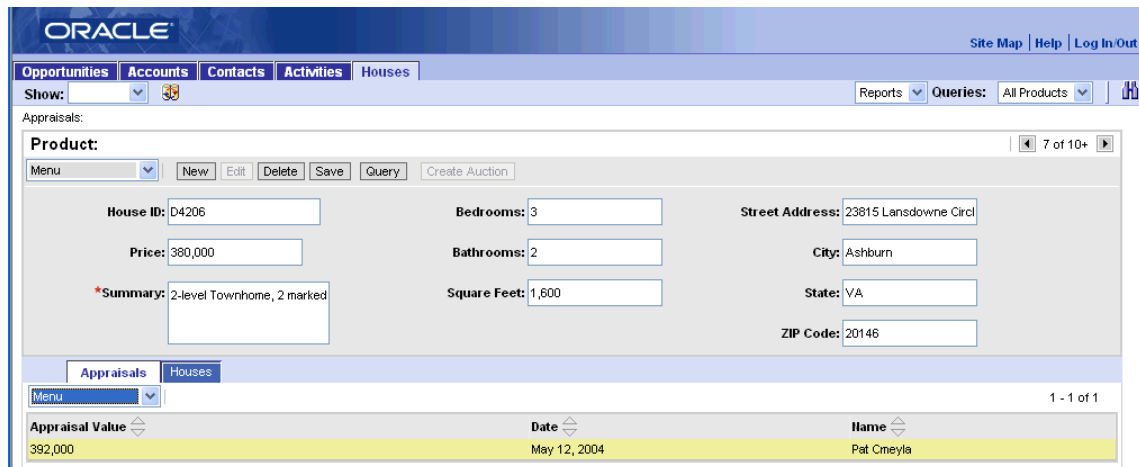 ORACLE
Site Map | Help | Log In/Out
Opportunities Accounts Contacts Activities Houses
Show: Reports Queries: All Products
Appraisals:
Product: 7 of 10+
Menu New Edit Delete Save Query Create Auction
House ID: D4206 Bedrooms: 3 Street Address: 23815 Lansdowne Circl
Price: 380,000 Bathrooms: 2 City: Ashburn
*Summary: 2-level Townhome, 2 marked Square Feet: 1,600 State: VA
ZIP Code: 20146
Appraisals Houses
Menu 1 - 1 of 1
Appraisal Value Date Name
392,000 May 12, 2004 Pat Cmeyla